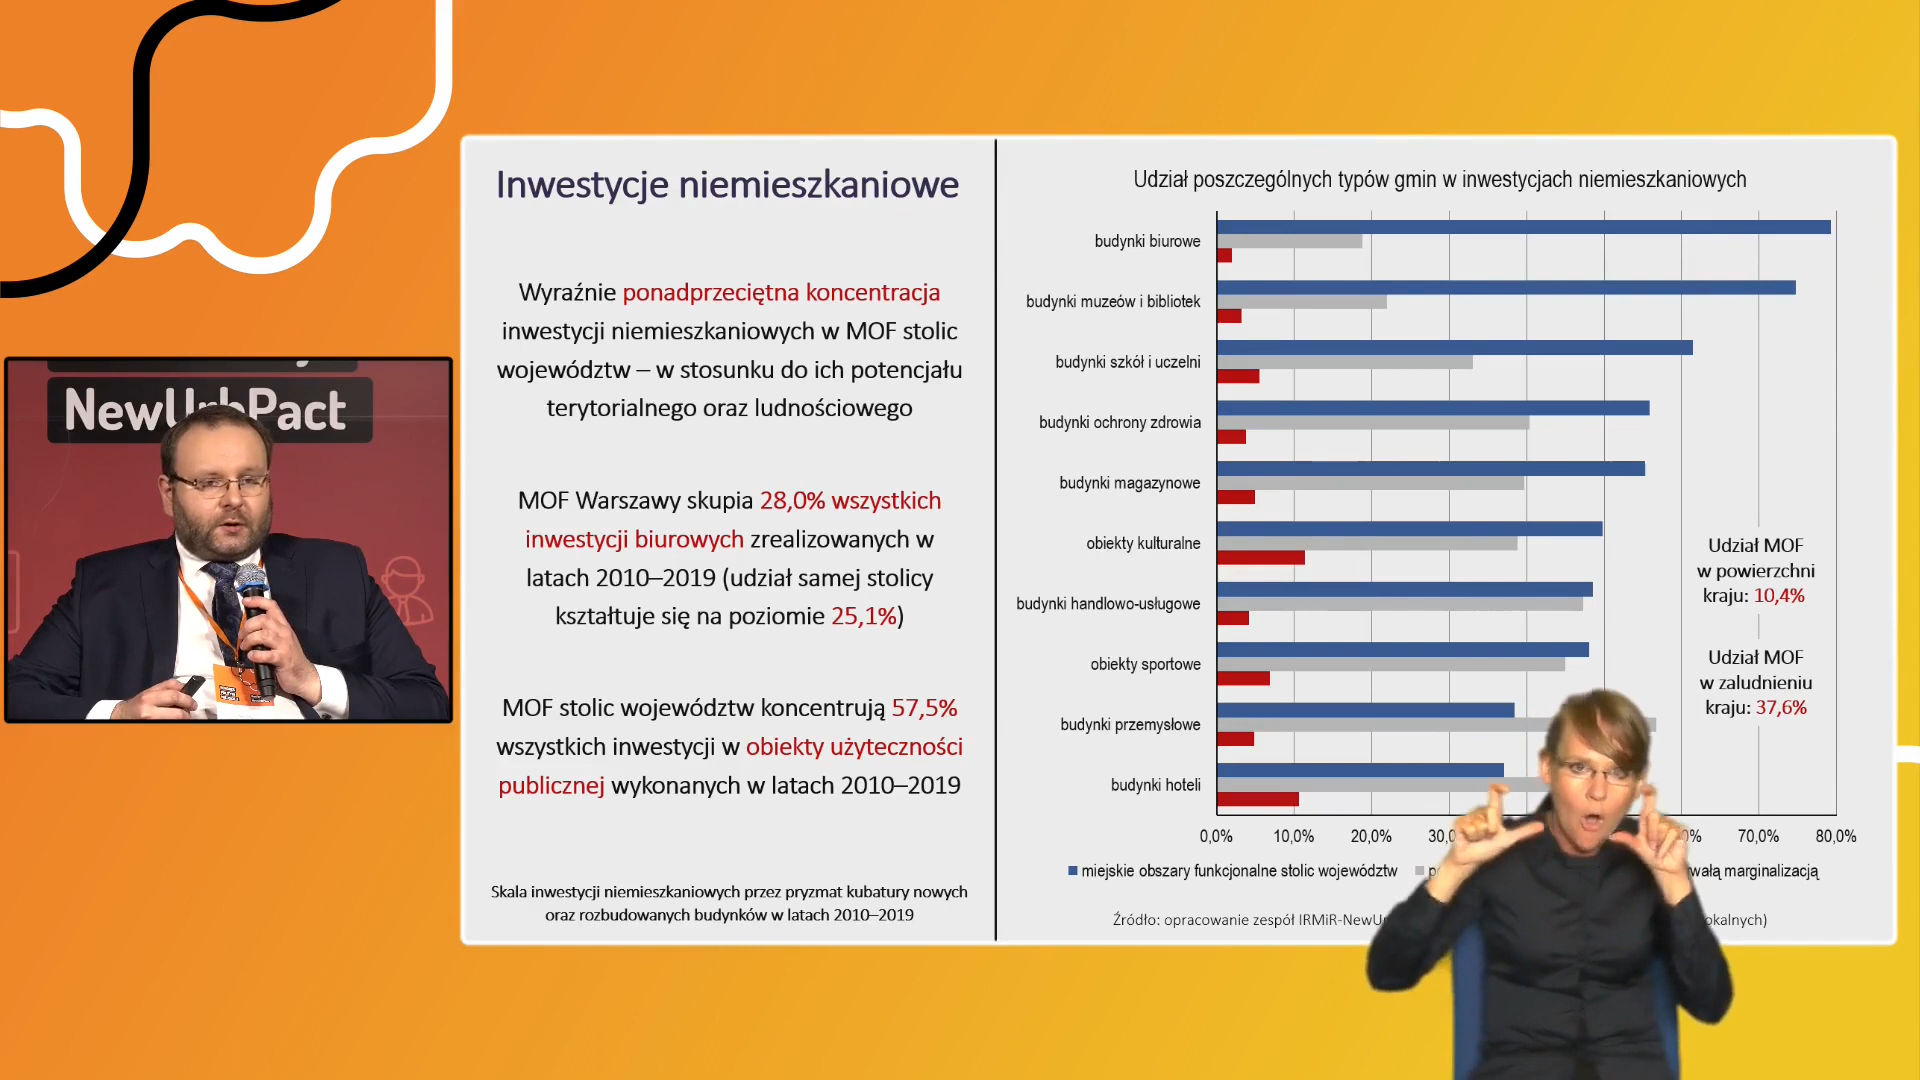 NewUrbPact
Inwestycje niemieszkaniowe
Wyraźnie ponadprzeciętna koncentracja
inwestycji niemieszkaniowych w MOF stolic
województw – w stosunku do ich potencjału
terytorialnego oraz ludnościowego
MOF Warszawy skupia 28,0% wszystkich
inwestycji biurowych zrealizowanych w
latach 2010–2019 (udział samej stolicy
kształtuje się na poziomie 25,1%)
MOF stolic województw koncentrują 57,5%
wszystkich inwestycji w obiekty użyteczności
publicznej wykonanych w latach 2010–2019
Skala inwestycji niemieszkaniowych przez pryzmat kubatury nowych
oraz rozbudowanych budynków w latach 2010–2019
Udział poszczególnych typów gmin w inwestycjach niemieszkaniowych
budynki biurowe
budynki muzeów i bibliotek
budynki szkół i uczelni
budynki ochrony zdrowia
budynki magazynowe
obiekty kulturalne
budynki handlowo-usługowe
obiekty sportowe
budynki przemysłowe
budynki hoteli
Udział MOF
w powierzchni
kraju: 10,4%
Udział MOF
w zaludnieniu
kraju: 37,6%
0,0% 10,0% 20,0% 70,0% 80,0%
miejskie obszary funkcjonalne stolic województw marginalizacją
Źródło: opracowanie zespół